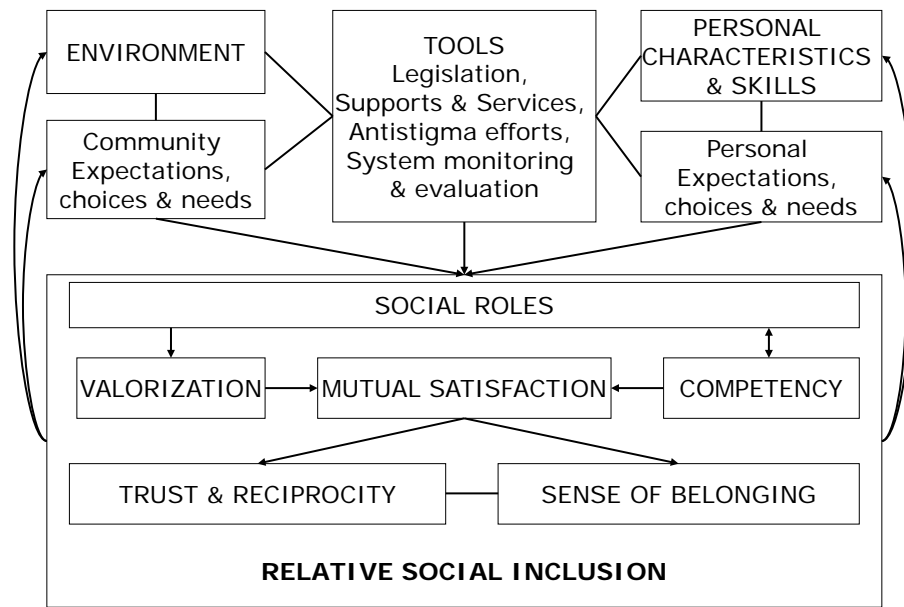 ENVIRONMENT
Community
Expectations,
choices & needs
TOOLS
Legislation,
Supports & Services,
Antistigma efforts,
System monitoring
& evaluation
PERSONAL
CHARACTERISTICS
& SKILLS
Personal
Expectations,
choices & needs
SOCIAL ROLES
VALORIZATION
MUTUAL SATISFACTION
COMPETENCY
TRUST & RECIPROCITY
SENSE OF BELONGING
RELATIVE SOCIAL INCLUSION